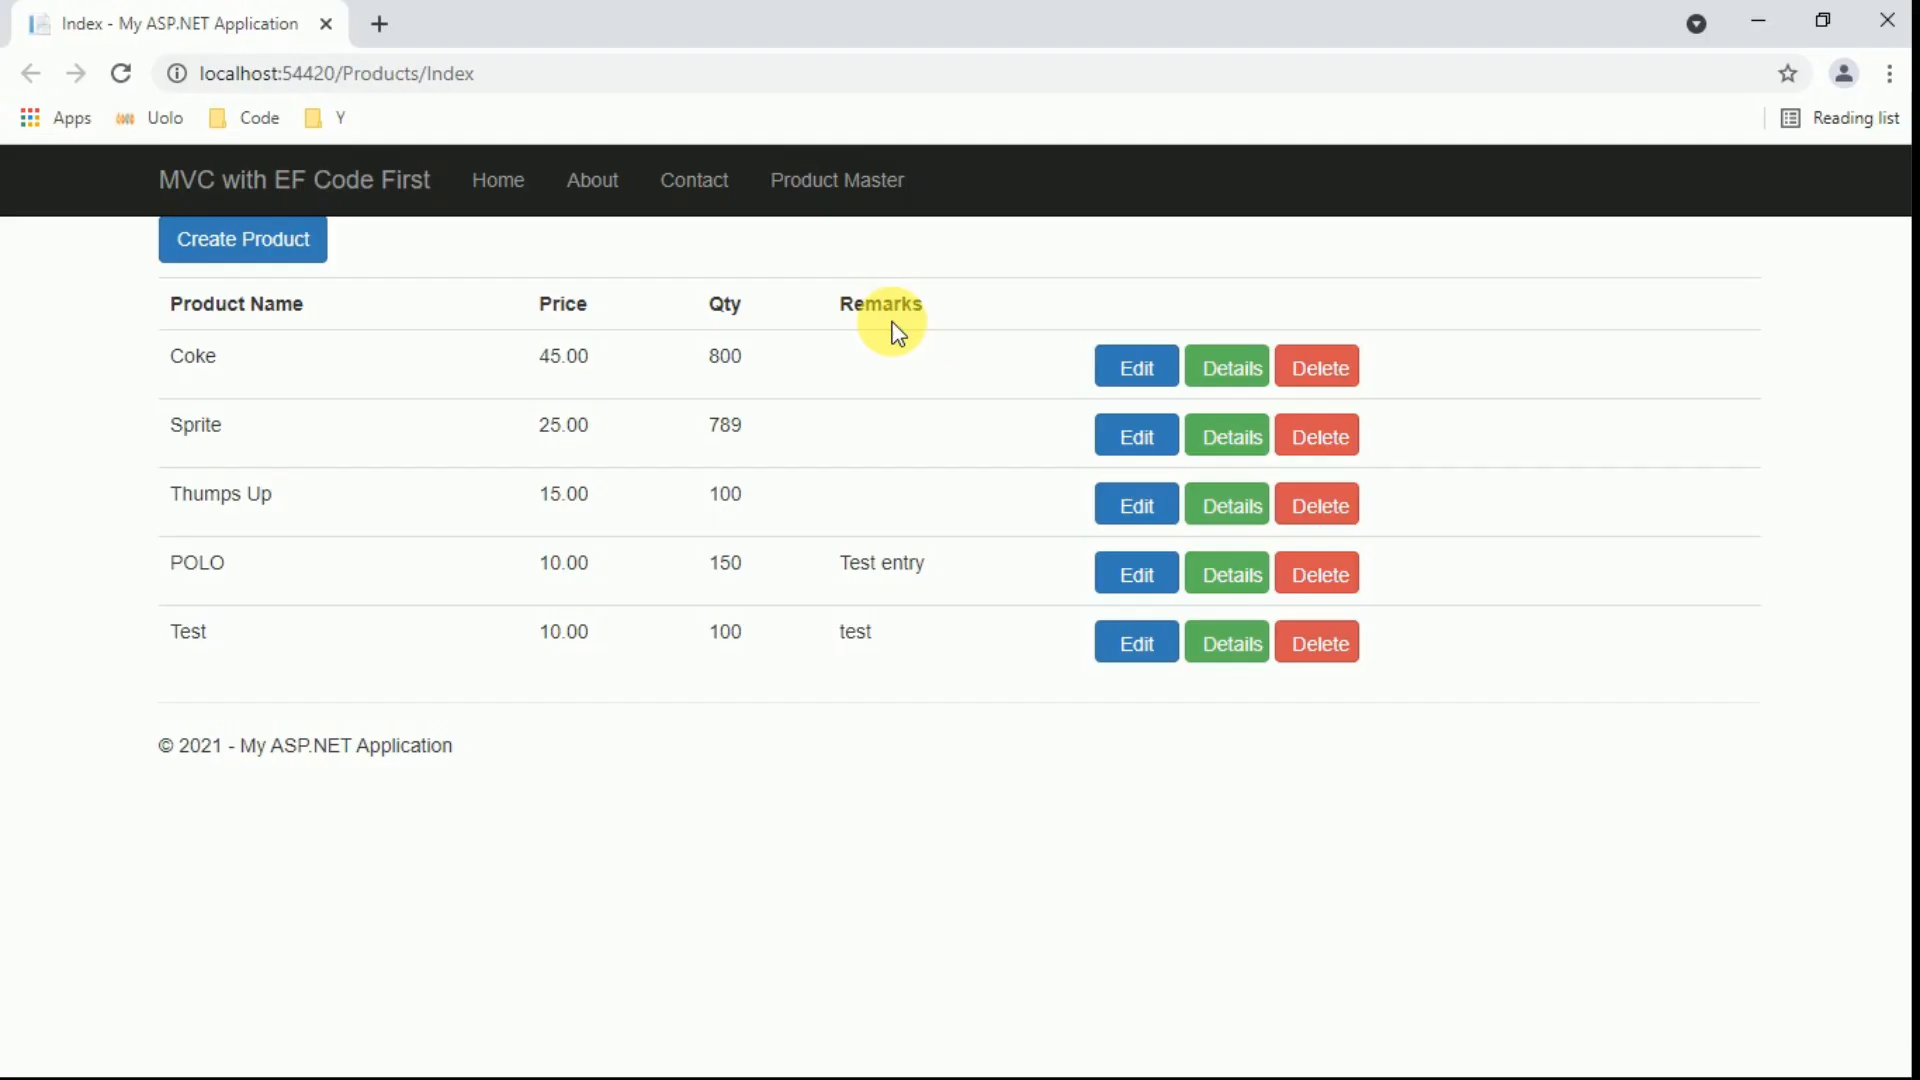 Index - My ASP.NET Application
localhost:54420/Products/Index
Apps Uolo Code Y Reading list
MVC with EF Code First Home About Contact Product Master
Create Product
Product Name Price Qty Remarks
Coke 45.00 800 Edit Details Delete
Sprite 25.00 789 Edit Details Delete
Thumps Up 15.00 100 Edit Details Delete
POLO 10.00 150 Test entry Edit Details Delete
Test 10.00 100 test Edit Details Delete
© 2021 - My ASP.NET Application